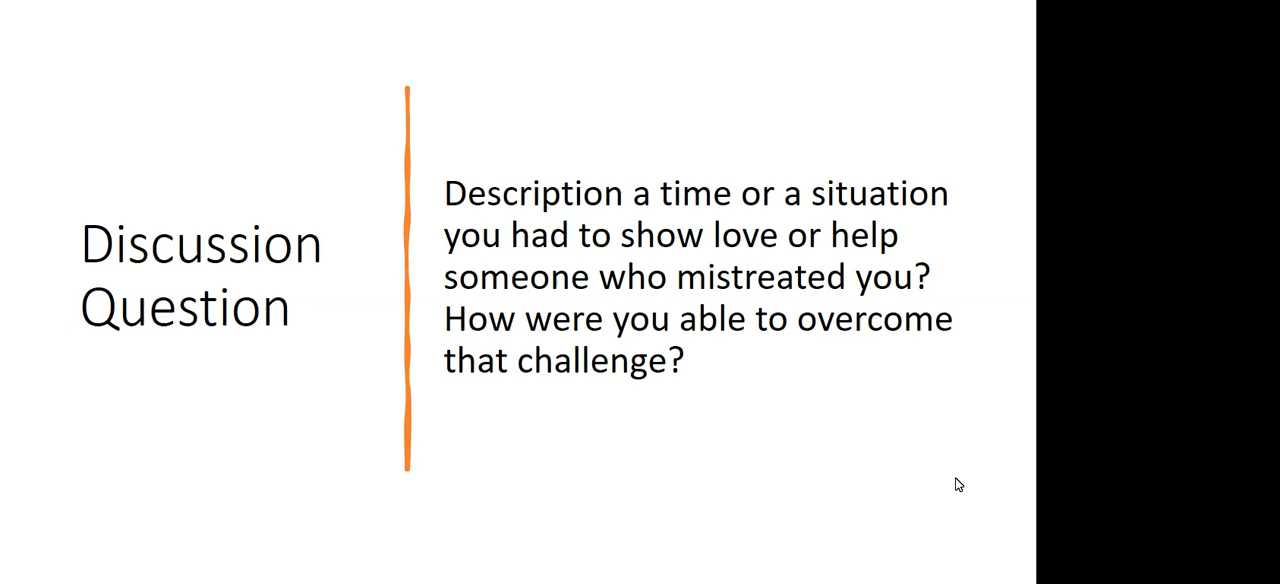 Discussion
Question
Description a time or a situation
you had to show love or help
someone who mistreated you?
How were you able to overcome
that challenge?